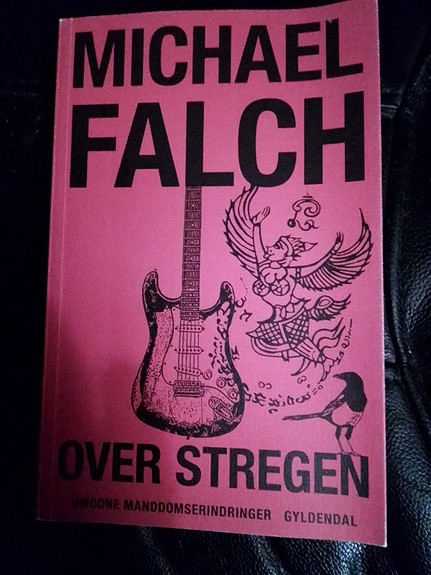 MICHAEL
FALCH
OVER STREGEN
UMODNE MANDDOMSERINDRINGER GYLDENDAL